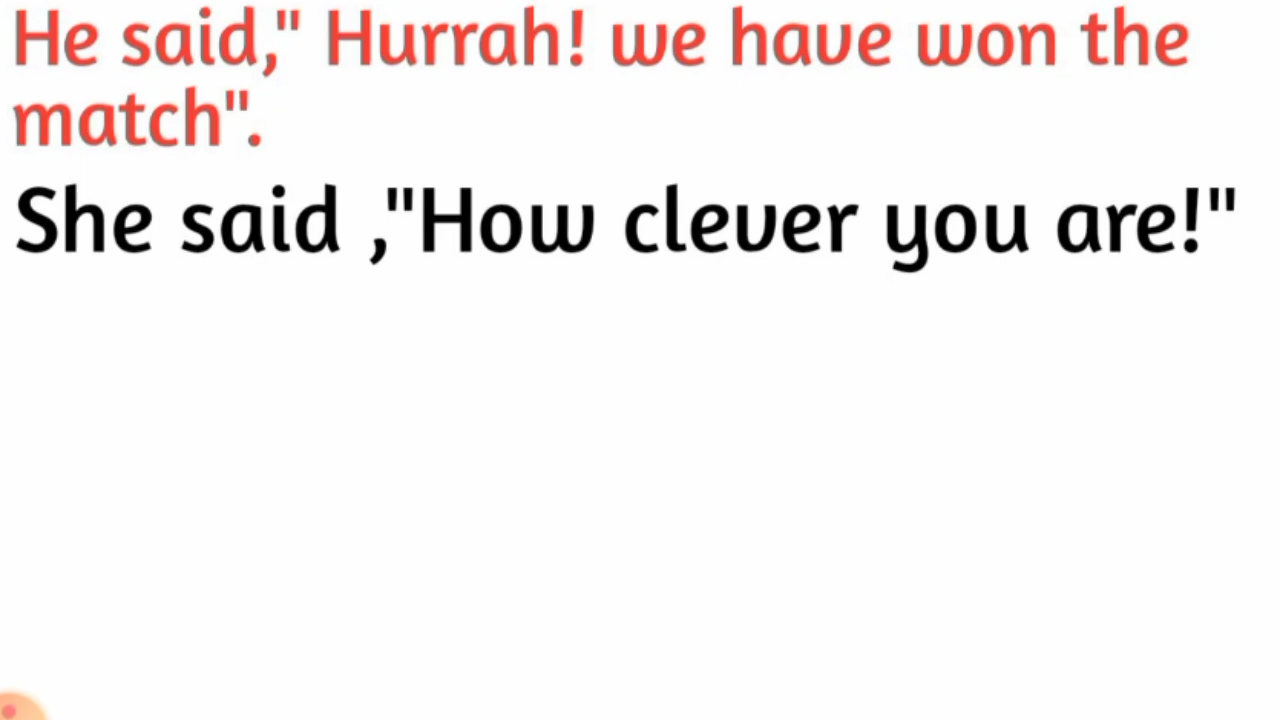 He said," Hurrah! we have won the
match".
She said ,"How clever you are!"